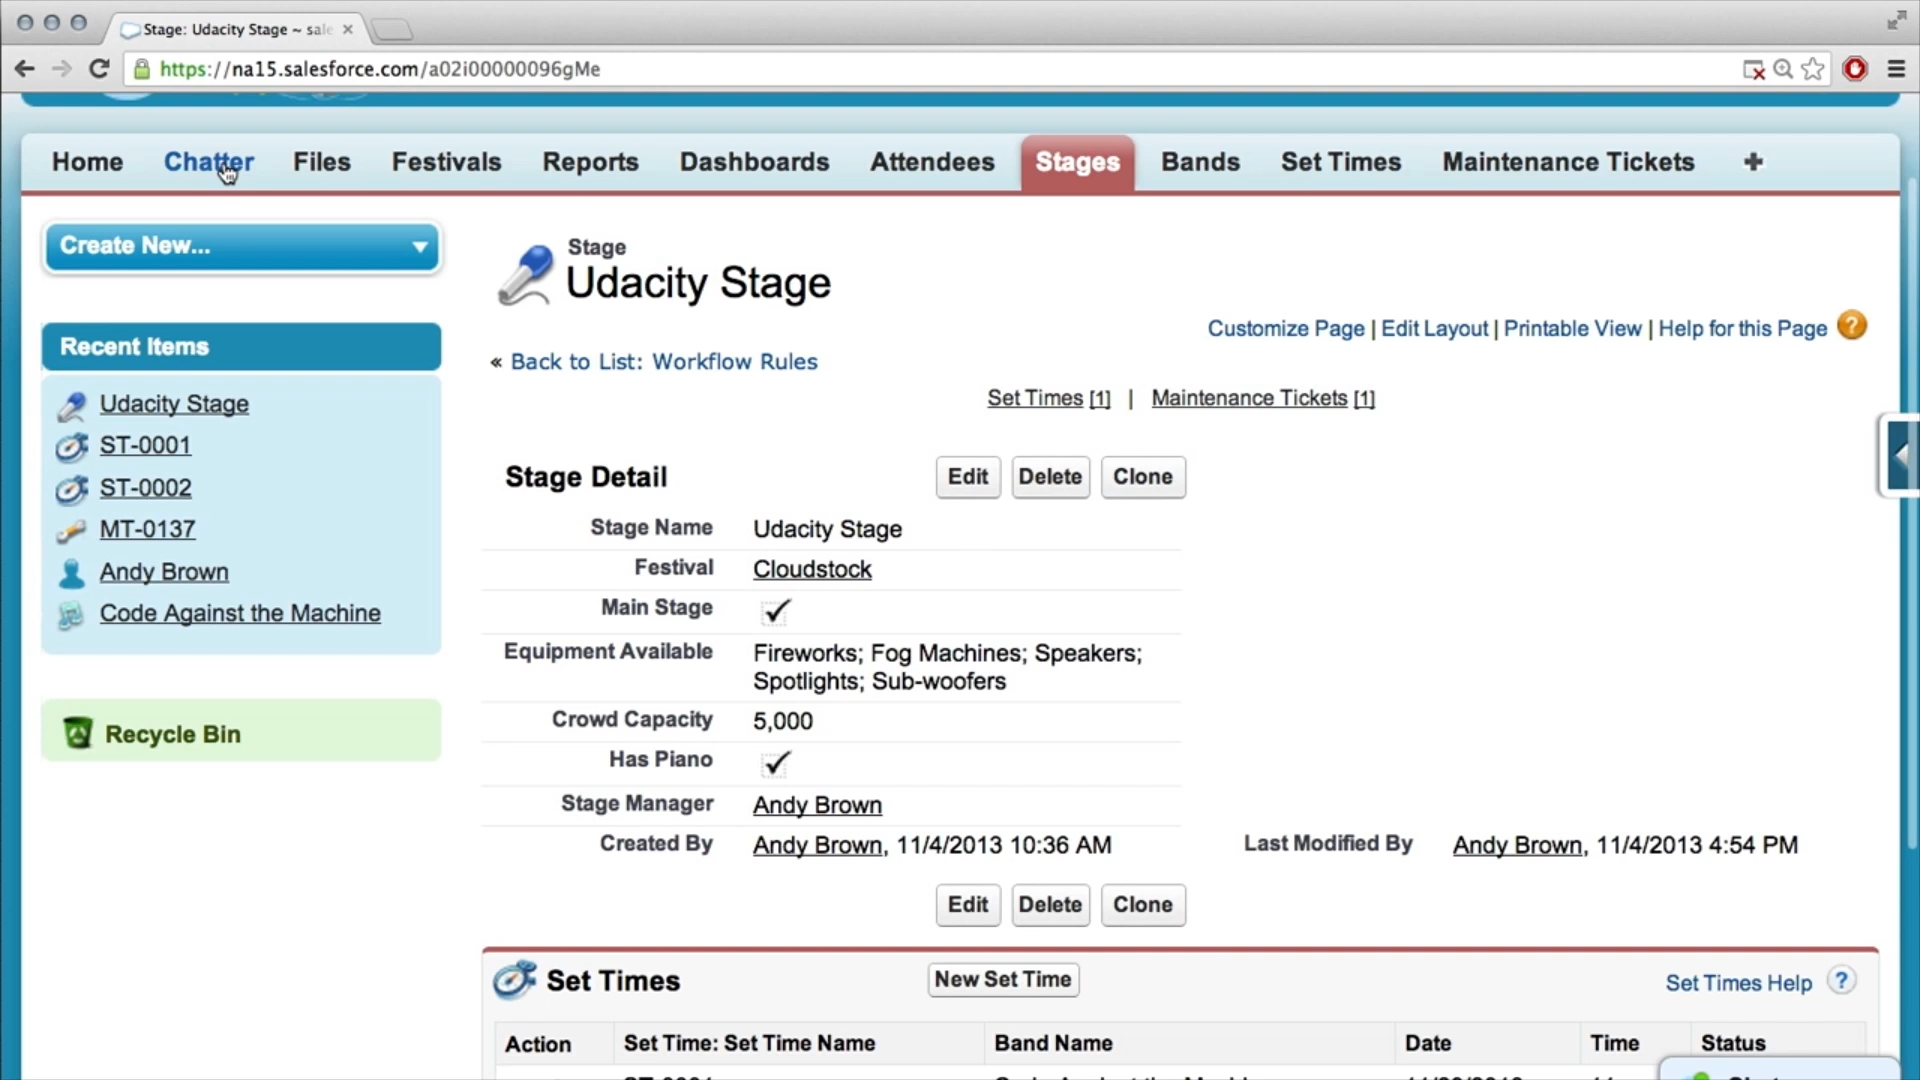 Stage: Udacity Stage ~ sale
https://na15.salesforce.com/a02i00000096gMe
Home Chatter Files Festivals Reports Dashboards Attendees Stages Bands Set Times Maintenance Tickets +
Create New...
Stage
Udacity Stage
Customize Page | Edit Layout | Printable View | Help for this Page ?
Recent Items
« Back to List: Workflow Rules
Set Times [1] | Maintenance Tickets [1]
Udacity Stage
ST-0001
ST-0002
MT-0137
Andy Brown
Code Against the Machine
Recycle Bin
Stage Detail Edit Delete Clone
Stage Name Udacity Stage
Festival Cloudstock
Main Stage
Equipment Available Fireworks; Fog Machines; Speakers;
Spotlights; Sub-woofers
Crowd Capacity 5,000
Has Piano
Stage Manager Andy Brown
Created By Andy Brown, 11/4/2013 10:36 AM Last Modified By Andy Brown, 11/4/2013 4:54 PM
Edit Delete Clone
Set Times New Set Time Set Times Help ?
Action Set Time: Set Time Name Band Name Date Time Status